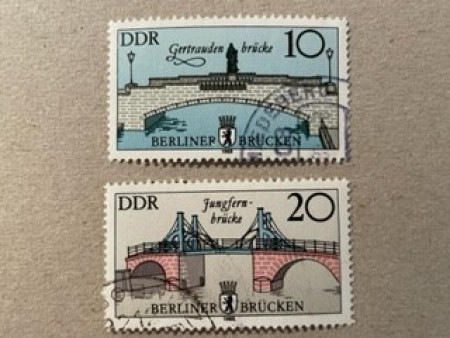 DDR
Gertrauden
brücke
10
BERLINER BRÜCKEN
DDR
Jungfern-
brücke
20
BERLINER BRÜCKEN